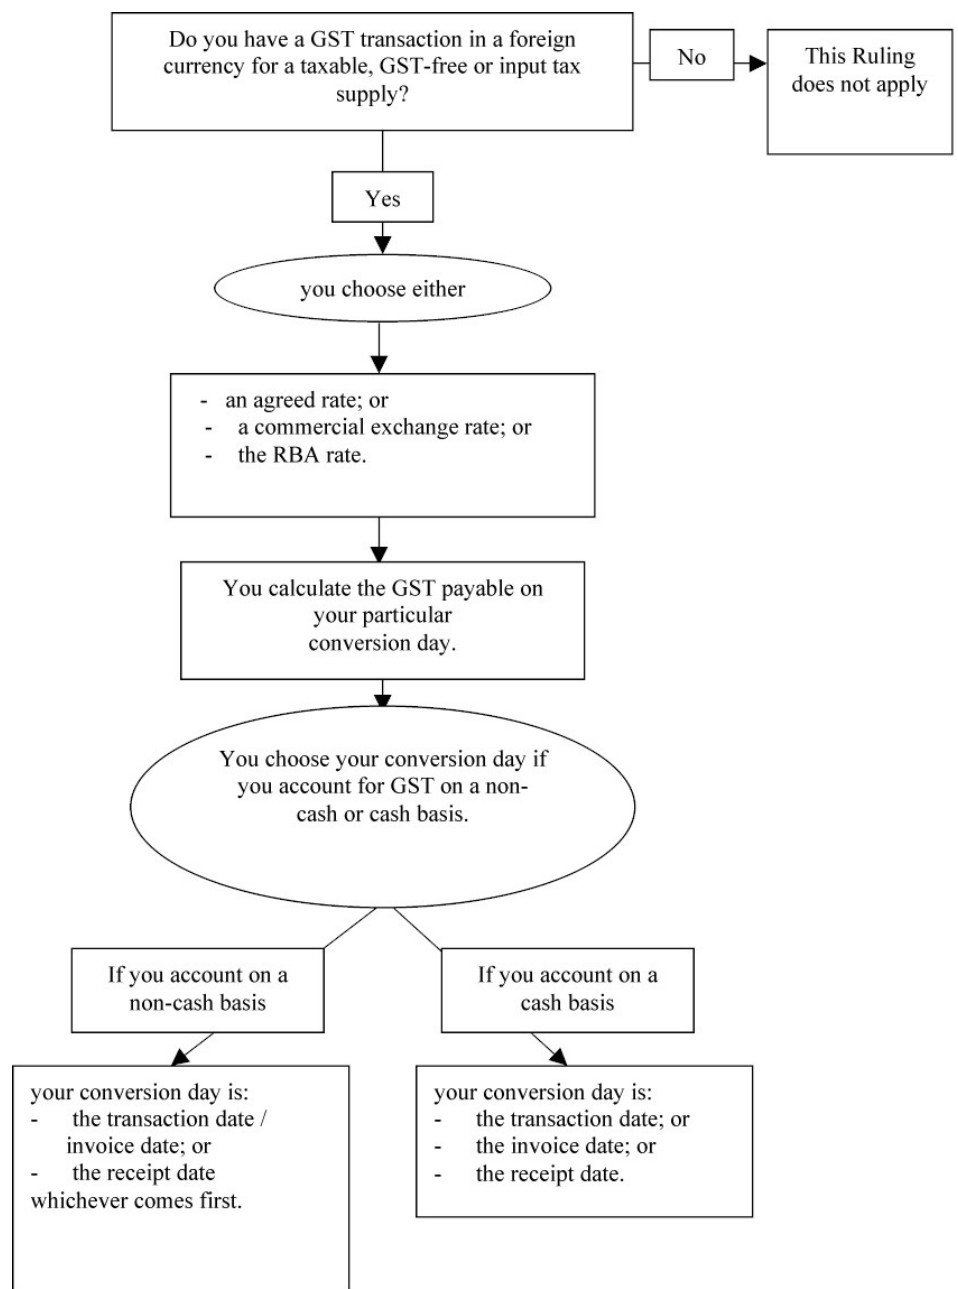 Do you have a GST transaction in a foreign
currency for a taxable, GST-free or input tax
supply?
No
This Ruling
does not apply
Yes
you choose either
- an agreed rate; or
- a commercial exchange rate; or
- the RBA rate.
You calculate the GST payable on
your particular
conversion day.
You choose your conversion day if
you account for GST on a non-
cash or cash basis.
If you account on a
non-cash basis
If you account on a
cash basis
your conversion day is:
- the transaction date /
invoice date; or
- the receipt date
whichever comes first.
your conversion day is:
- the transaction date; or
- the invoice date; or
- the receipt date.